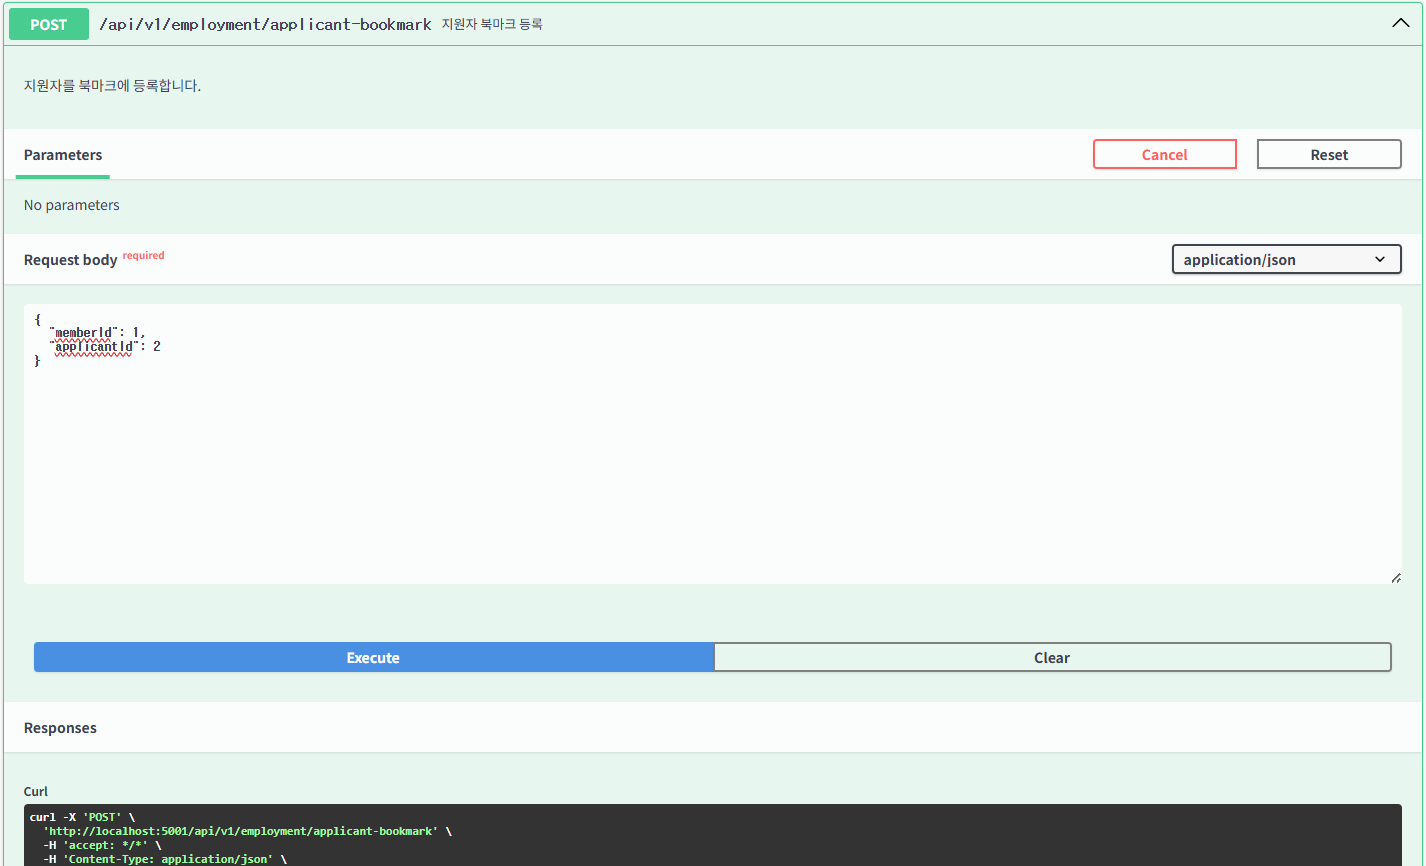 POST /api/v1/employment/applicant-bookmark 지원자 북마크 등록
지원자를 북마크에 등록합니다.
Parameters
Cancel
Reset
No parameters
Request body required
application/json
{
"memberId": 1,
"applicantId": 2
}
Execute
Clear
Responses
Curl
curl -X 'POST' \
'http://localhost:5001/api/v1/employment/applicant-bookmark' \
-H 'accept: */*' \
-H 'Content-Type: application/json' \